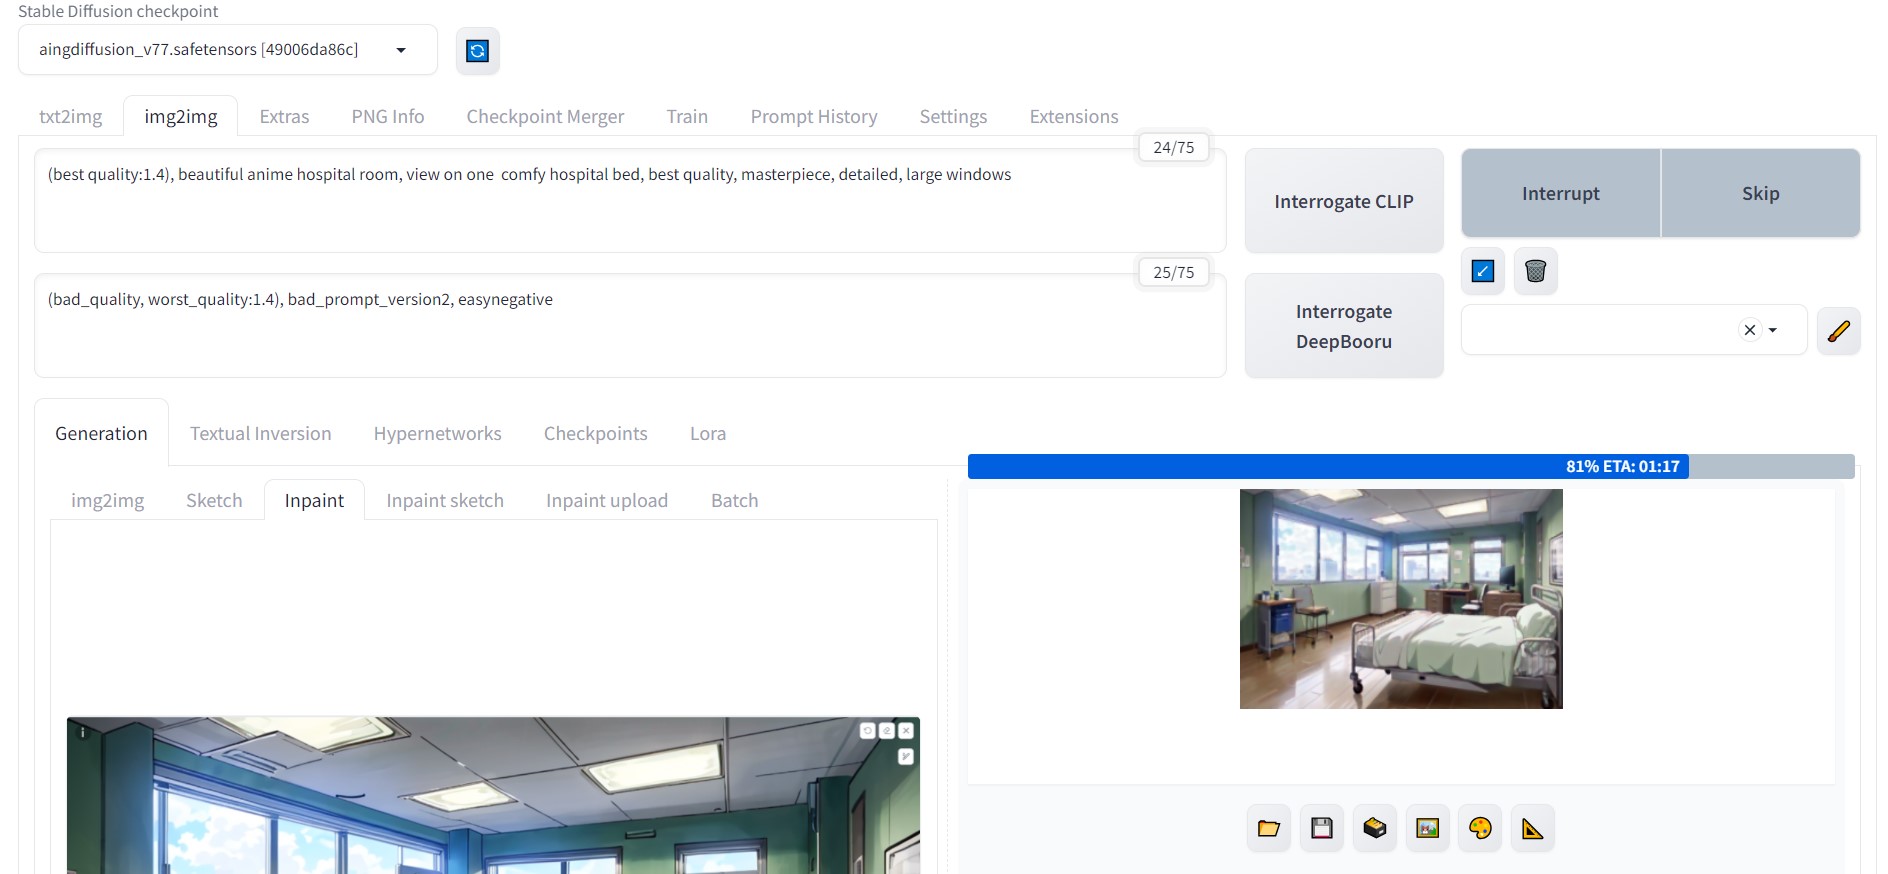 Stable Diffusion checkpoint
aingdiffusion_v77.safetensors [49006da86c]
txt2img img2img Extras PNG Info Checkpoint Merger Train Prompt History Settings Extensions
24/75
(best quality:1.4), beautiful anime hospital room, view on one  comfy hospital bed, best quality, masterpiece, detailed, large windows
Interrogate CLIP
Interrupt Skip
25/75
(bad_quality, worst_quality:1.4), bad_prompt_version2, easynegative
Interrogate
DeepBooru
Generation Textual Inversion Hypernetworks Checkpoints Lora
81% ETA: 01:17
img2img Sketch Inpaint Inpaint sketch Inpaint upload Batch